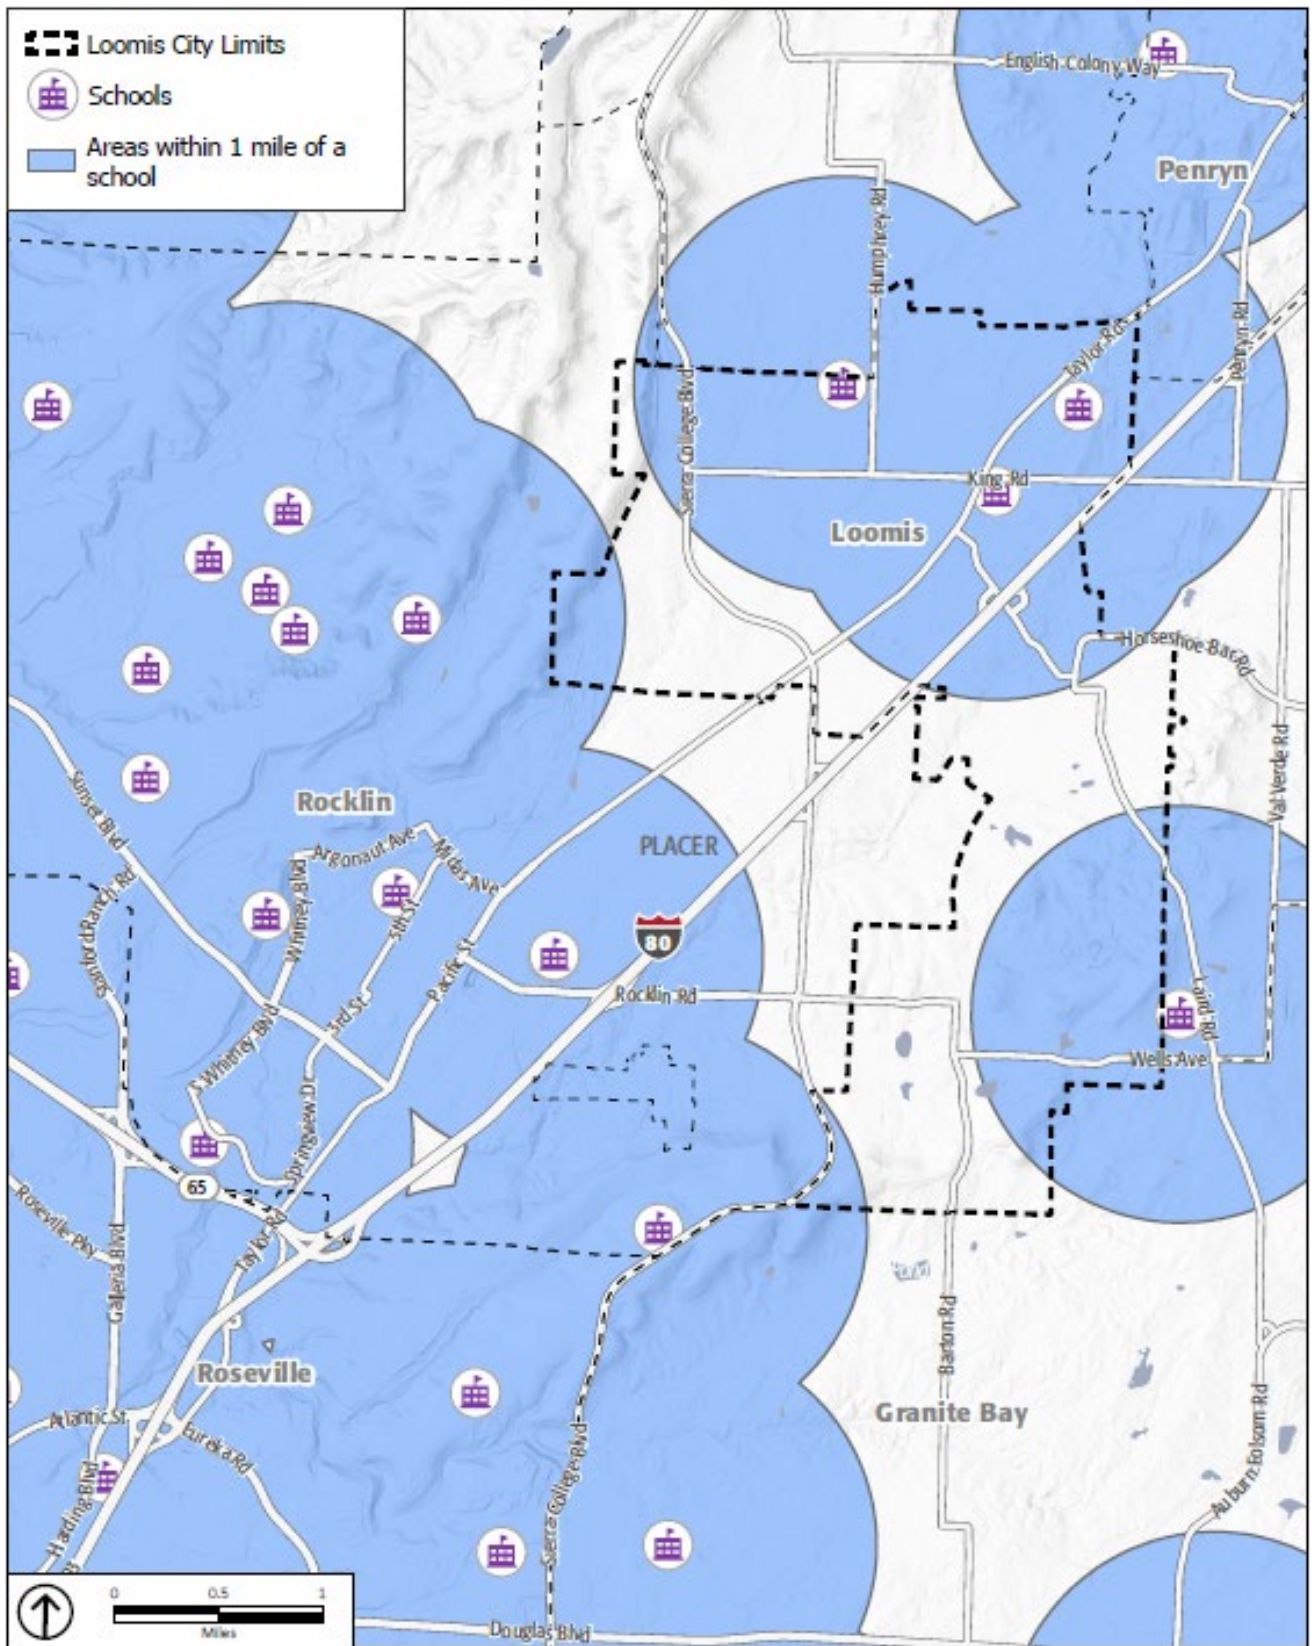 Loomis City Limits
Schools
Areas within 1 mile of a
school
English Colony Way
Penryn
Humphrey Rd
Taylor Rd
Penryn Rd
Sierra College Blvd
King Rd
Loomis
Horseshoe Bar Rd
Val Verde Rd
Sunset Blvd
Rocklin
Argonaut Ave
Midas Ave
PLACER
Stanford Ranch Rd
Whitney Blvd
5th St
Pacific St
80
Rocklin Rd
Laird Rd
3rd St
S Whitney Blvd
Wells Ave
Springview Dr
65
Roseville Pky
Galleria Blvd
Taylor Rd
Barton Rd
Roseville
Granite Bay
Atlantic St
Eureka Rd
Harding Blvd
Sierra College Blvd
Auburn Folsom Rd
0 0.5 1
Miles
Douglas Blvd